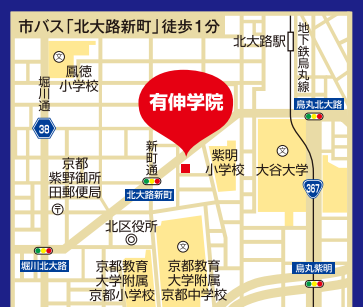 市バス「北大路新町」徒歩1分
北大路駅
地下鉄烏丸線
堀川通
鳳徳
小学校
有伸学院
烏丸北大路
38
新町通
京都
紫野御所
田郵便局
紫明
小学校
大谷大学
北大路新町
367
北区役所
堀川北大路
京都教育
大学附属
京都小学校
京都教育
大学附属
京都中学校
烏丸紫明